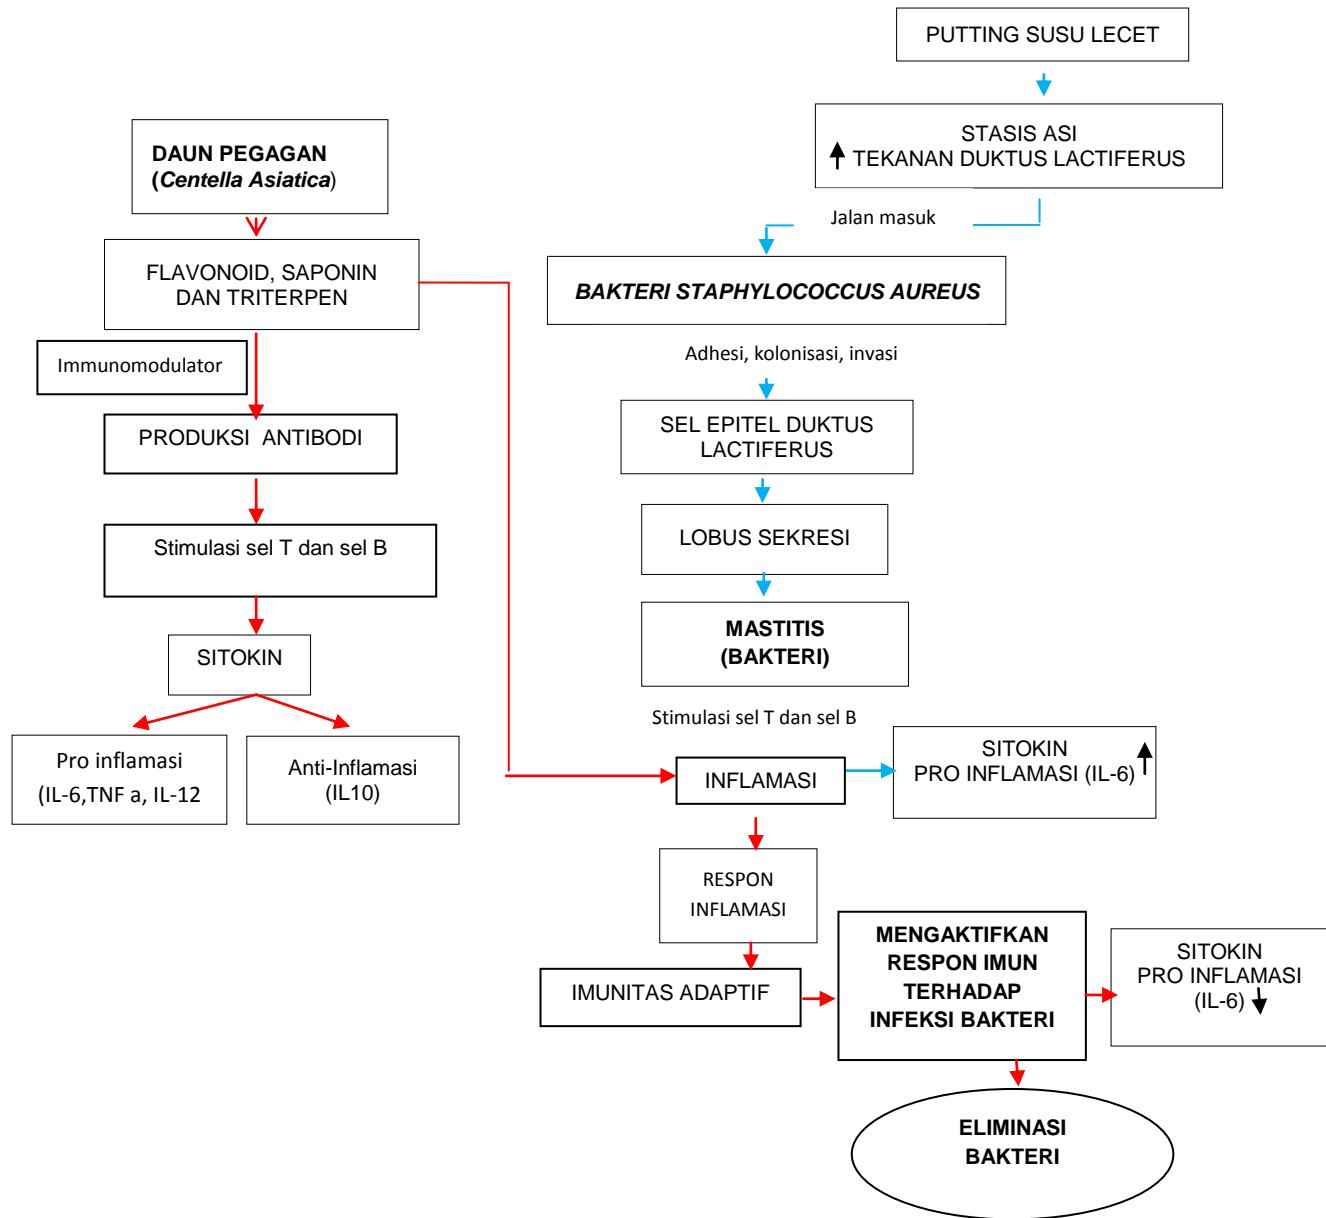 PUTTING SUSU LECET
STASIS ASI
TEKANAN DUKTUS LACTIFERUS
Jalan masuk
BAKTERI STAPHYLOCOCCUS AUREUS
Adhesi, kolonisasi, invasi
SEL EPITEL DUKTUS
LACTIFERUS
LOBUS SEKRESI
MASTITIS
(BAKTERI)
Stimulasi sel T dan sel B
INFLAMASI
SITOKIN
PRO INFLAMASI (IL-6)
DAUN PEGAGAN
(Centella Asiatica)
FLAVONOID, SAPONIN
DAN TRITERPEN
Immunomodulator
PRODUKSI ANTIBODI
Stimulasi sel T dan sel B
SITOKIN
Pro inflamasi
(IL-6,TNF a, IL-12
Anti-Inflamasi
(IL10)
RESPON
INFLAMASI
IMUNITAS ADAPTIF
MENGAKTIFKAN
RESPON IMUN
TERHADAP
INFEKSI BAKTERI
SITOKIN
PRO INFLAMASI
(IL-6)
ELIMINASI
BAKTERI